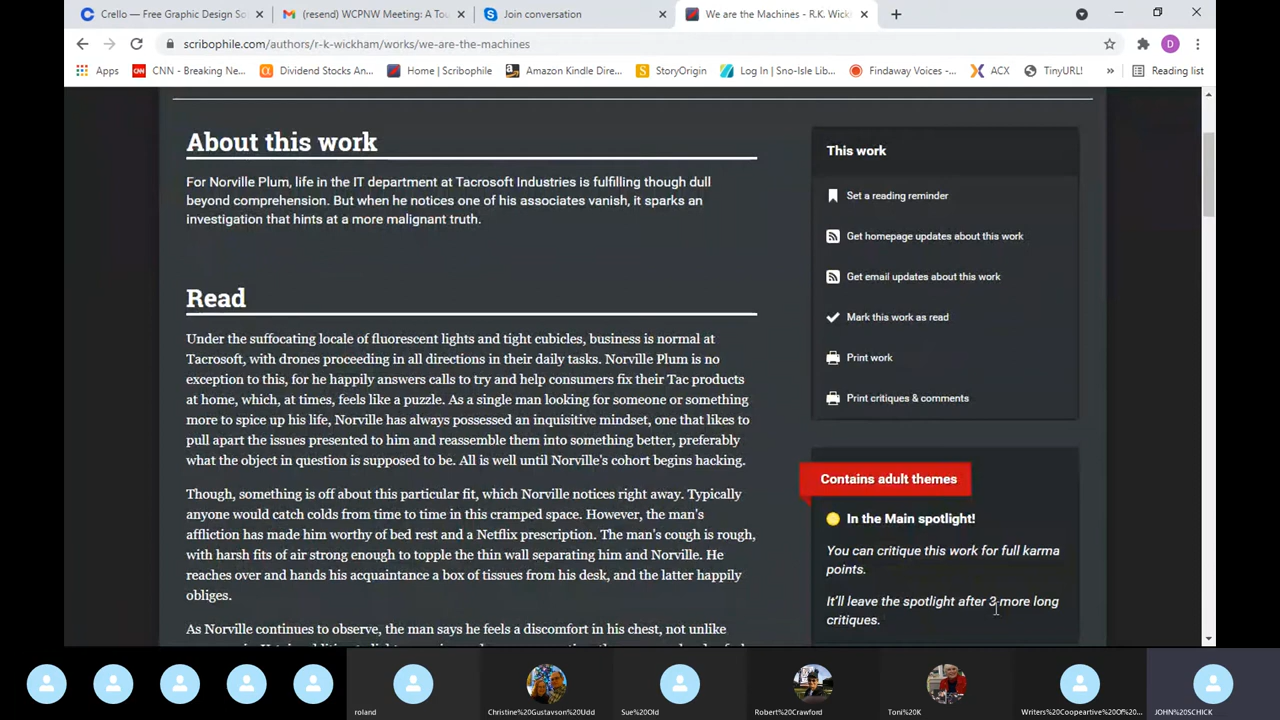 Crello — Free Graphic Design So
(resend) WCPNW Meeting: A Tou
Join conversation
We are the Machines - R.K. Wick
scribophile.com/authors/r-k-wickham/works/we-are-the-machines
D
Apps
CNN - Breaking Ne...
Dividend Stocks An...
Home | Scribophile
Amazon Kindle Dire...
StoryOrigin
Log In | Sno-Isle Lib...
Findaway Voices -...
ACX
TinyURL!
»
Reading list
About this work
For Norville Plum, life in the IT department at Tacrosoft Industries is fulfilling though dull
beyond comprehension. But when he notices one of his associates vanish, it sparks an
investigation that hints at a more malignant truth.
Read
Under the suffocating locale of fluorescent lights and tight cubicles, business is normal at
Tacrosoft, with drones proceeding in all directions in their daily tasks. Norville Plum is no
exception to this, for he happily answers calls to try and help consumers fix their Tac products
at home, which, at times, feels like a puzzle. As a single man looking for someone or something
more to spice up his life, Norville has always possessed an inquisitive mindset, one that likes to
pull apart the issues presented to him and reassemble them into something better, preferably
what the object in question is supposed to be. All is well until Norville's cohort begins hacking.
Though, something is off about this particular fit, which Norville notices right away. Typically
anyone would catch colds from time to time in this cramped space. However, the man's
affliction has made him worthy of bed rest and a Netflix prescription. The man's cough is rough,
with harsh fits of air strong enough to topple the thin wall separating him and Norville. He
reaches over and hands his acquaintance a box of tissues from his desk, and the latter happily
obliges.
As Norville continues to observe, the man says he feels a discomfort in his chest, not unlike
This work
Set a reading reminder
Get homepage updates about this work
Get email updates about this work
Mark this work as read
Print work
Print critiques & comments
Contains adult themes
In the Main spotlight!
You can critique this work for full karma
points.
It'll leave the spotlight after 3 more long
critiques.
roland
Christine%20Gustavson%20Udd
Sue%20Old
Robert%20Crawford
Toni%20K
Writers%20Coopeartive%20Of%2...
JOHN%20SCHICK